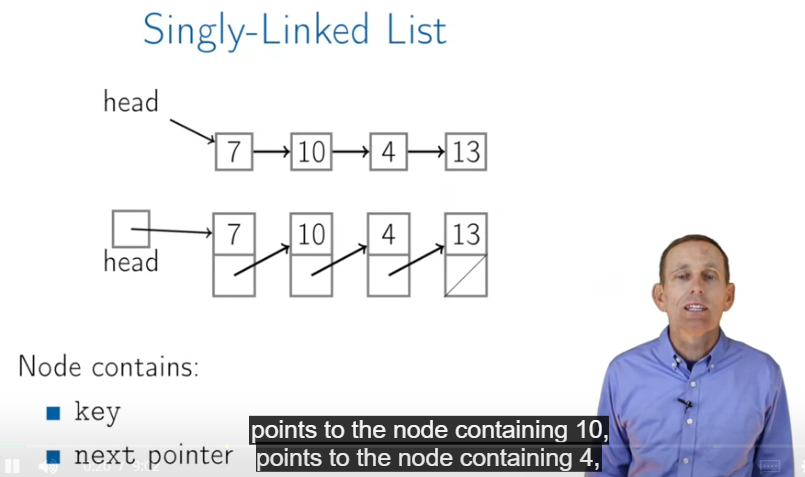 Singly-Linked List
head
7 10 4 13
7 10 4 13
head
Node contains:
key
next pointer
points to the node containing 10,
points to the node containing 4,